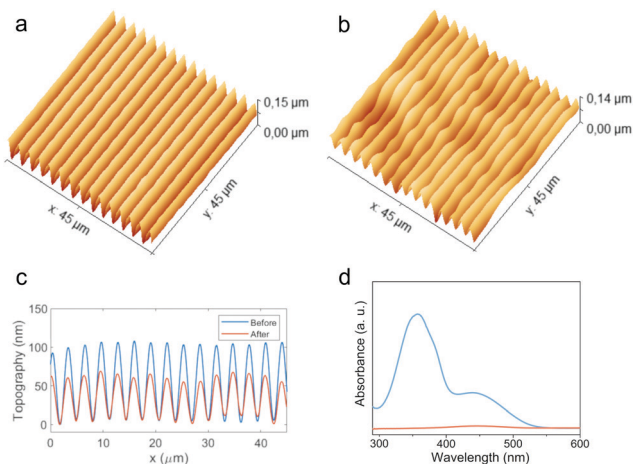 a
b
0,15 µm
0,00 µm
x: 45 µm
y: 45 µm
0,14 µm
0,00 µm
x: 45 µm
y: 45 µm
c
d
150
100
50
0
Topography (nm)
Before
After
0 10 20 30 40
x (µm)
Absorbance (a. u.)
300 400 500 600
Wavelength (nm)